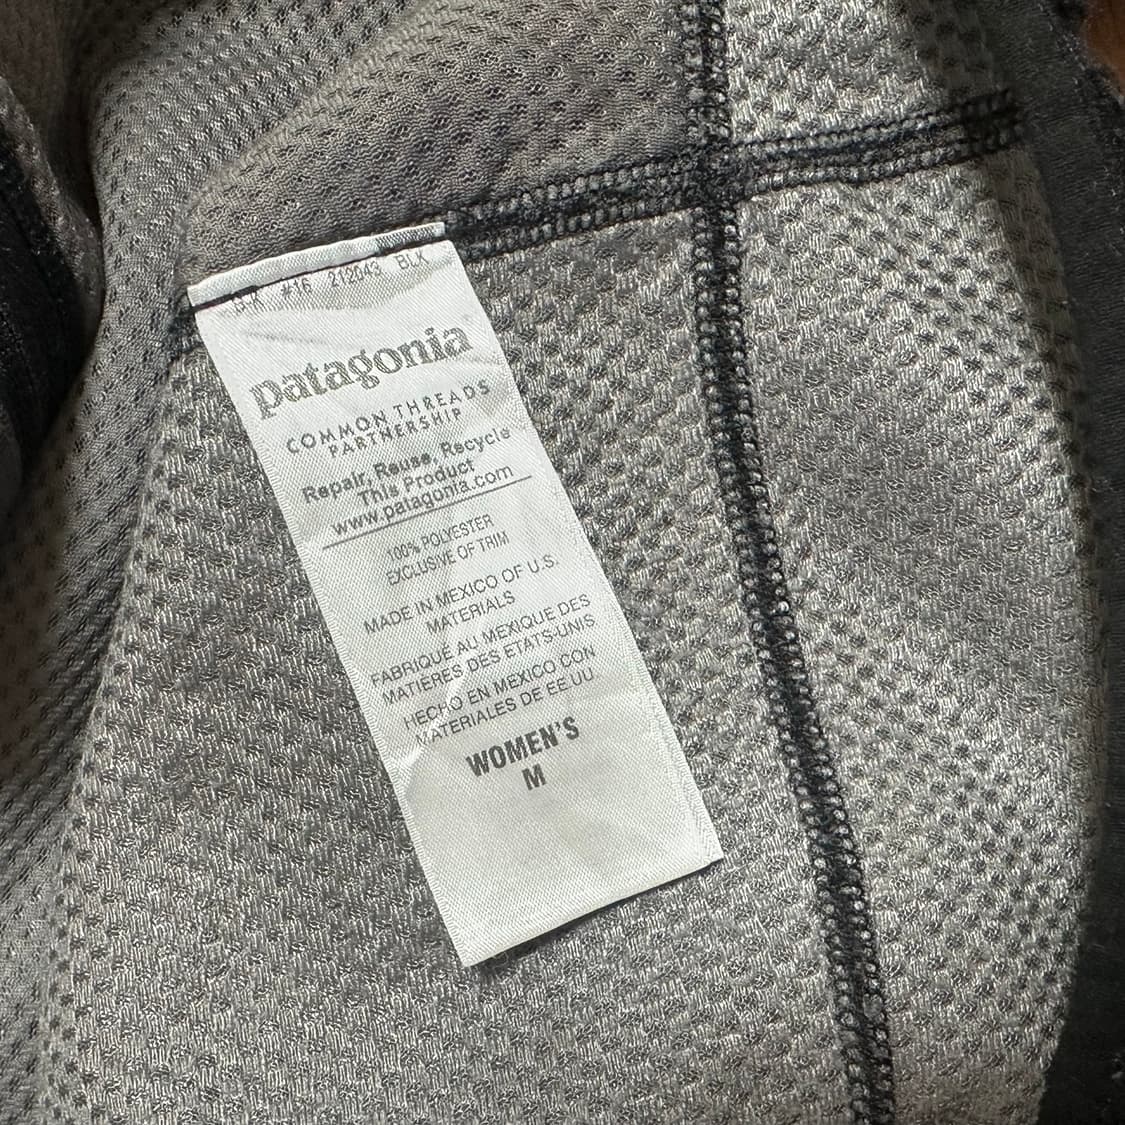 #16 212043 BLK
patagonia
COMMON THREADS
PARTNERSHIP
Repair, Reuse, Recycle
This Product
www.patagonia.com
100% POLYESTER
EXCLUSIVE OF TRIM
MADE IN MEXICO OF U.S.
MATERIALS
FABRIQUÉ AU MEXIQUE DES
MATIERES DES ETATS-UNIS
HECHO EN MEXICO CON
MATERIALES DE EE.UU
WOMEN'S
M